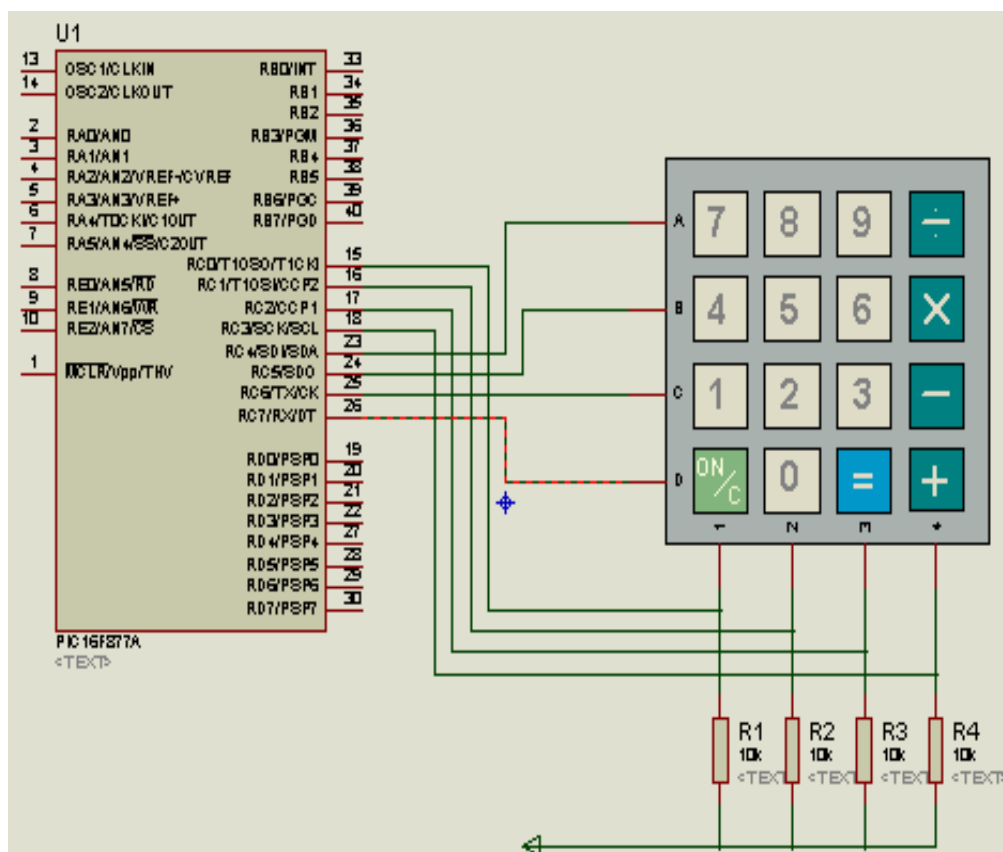 U1
13 OSC1/CLKIN
14 OSC2/CLKOUT
2 RA0/AN0
3 RA1/AN1
4 RA2/AN2/VREF-/CVREF
5 RA3/AN3/VREF+
6 RA4/T0CKI/C1OUT
7 RA5/AN4/SS/C2OUT
8 RE0/AN5/RD
9 RE1/AN6/WR
10 RE2/AN7/CS
1 MCLR/Vpp/THV
RB0/INT 33
RB1 34
RB2 35
RB3/PGM 36
RB4 37
RB5 38
RB6/PGC 39
RB7/PGD 40
RC0/T1OSO/T1CKI 15
RC1/T1OSI/CCP2 16
RC2/CCP1 17
RC3/SCK/SCL 18
RC4/SDI/SDA 23
RC5/SDO 24
RC6/TX/CK 25
RC7/RX/DT 26
RD0/PSP0 19
RD1/PSP1 20
RD2/PSP2 21
RD3/PSP3 22
RD4/PSP4 27
RD5/PSP5 28
RD6/PSP6 29
RD7/PSP7 30
PIC16F877A
<TEXT>
A 7 8 9 ÷
B 4 5 6 ×
C 1 2 3 −
D ON/C 0 = +
1 2 3 4
R1 R2 R3 R4
10k 10k 10k 10k
<TEXT> <TEXT> <TEXT> <TEXT>